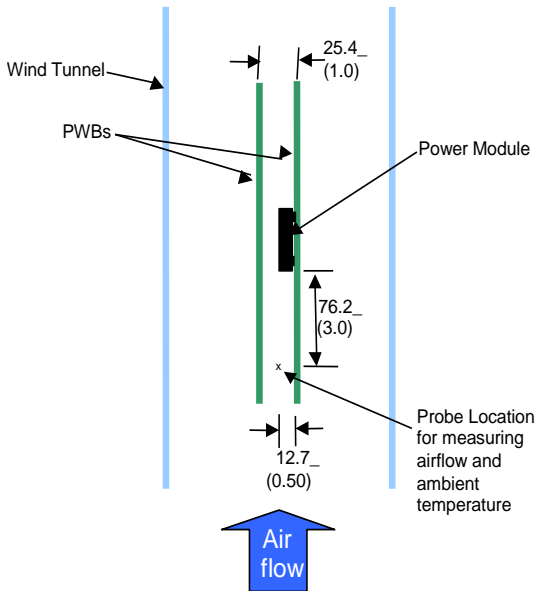 25.4_
(1.0)
Wind Tunnel
PWBs
Power Module
76.2_
(3.0)
x
Probe Location
for measuring
airflow and
ambient
temperature
12.7_
(0.50)
Air
flow